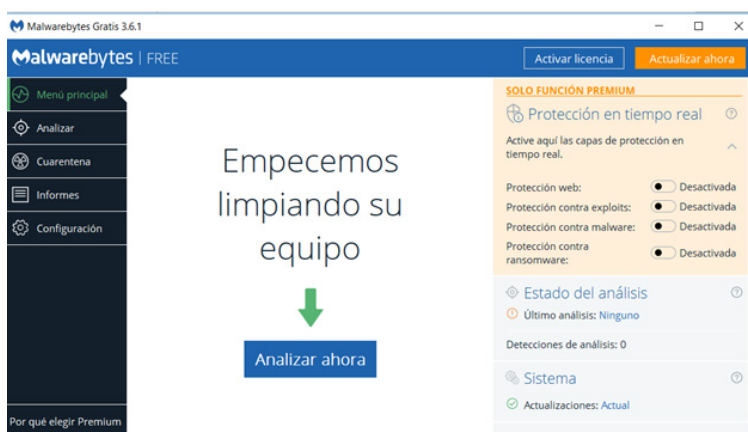 Malwarebytes Gratis 3.6.1
Malwarebytes | FREE
Activar licencia
Actualizar ahora
Menú principal
Analizar
Cuarentena
Informes
Configuración
Por qué elegir Premium
Empecemos
limpiando su
equipo
Analizar ahora
SOLO FUNCIÓN PREMIUM
Protección en tiempo real
Active aquí las capas de protección en
tiempo real.
Protección web: Desactivada
Protección contra exploits: Desactivada
Protección contra malware: Desactivada
Protección contra
ransomware: Desactivada
Estado del análisis
Último análisis: Ninguno
Detecciones de análisis: 0
Sistema
Actualizaciones: Actual